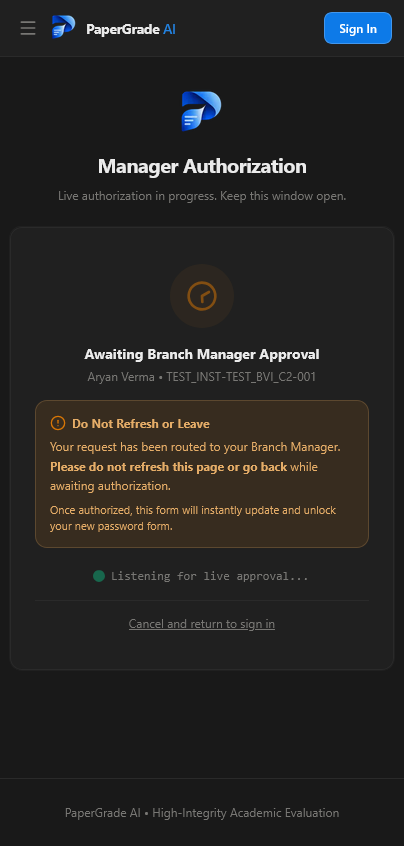 PaperGrade AI
Sign In
Manager Authorization
Live authorization in progress. Keep this window open.
Awaiting Branch Manager Approval
Aryan Verma • TEST_INST-TEST_BVI_C2-001
Do Not Refresh or Leave
Your request has been routed to your Branch Manager.
Please do not refresh this page or go back while
awaiting authorization.
Once authorized, this form will instantly update and unlock
your new password form.
Listening for live approval...
Cancel and return to sign in
PaperGrade AI • High-Integrity Academic Evaluation